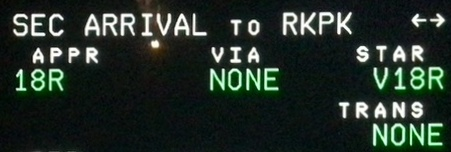 SEC ARRIVAL TO RKPK ←→
APPR VIA STAR
18R NONE V18R
TRANS
NONE